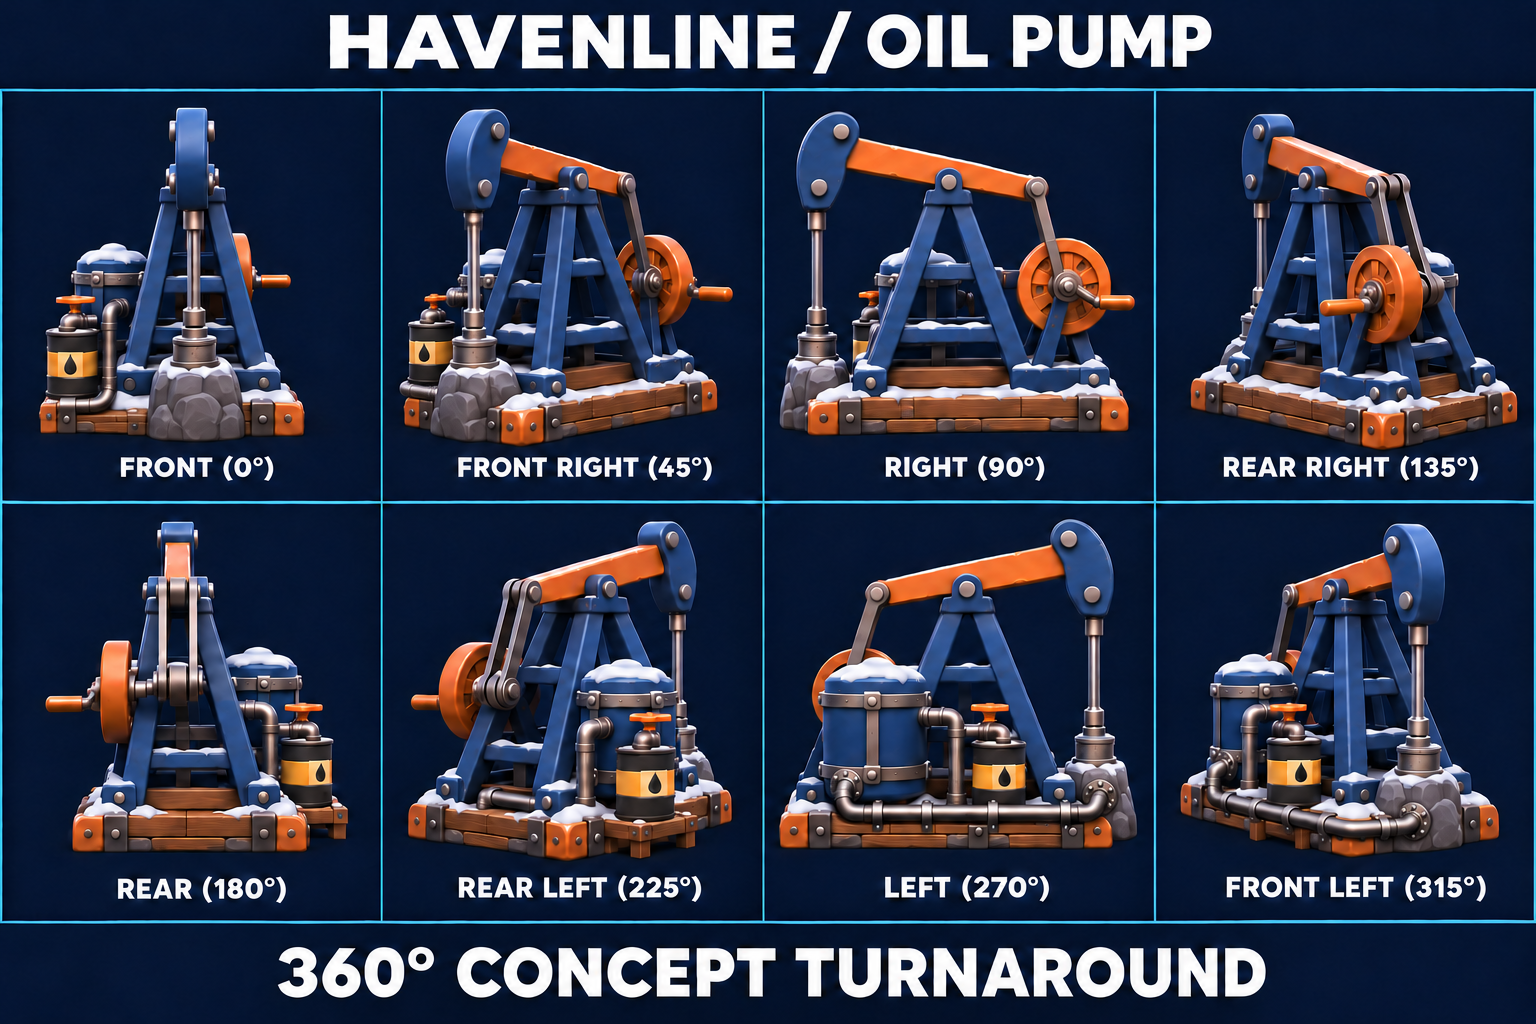 HAVENLINE / OIL PUMP
FRONT (0°)
FRONT RIGHT (45°)
RIGHT (90°)
REAR RIGHT (135°)
REAR (180°)
REAR LEFT (225°)
LEFT (270°)
FRONT LEFT (315°)
360° CONCEPT TURNAROUND